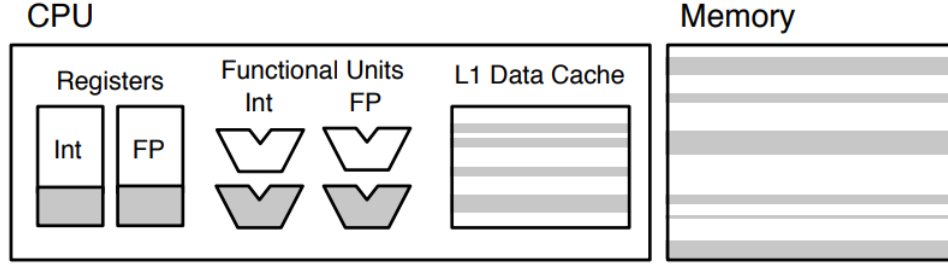 CPU
Memory
Registers
Functional Units
L1 Data Cache
Int
FP
Int
FP